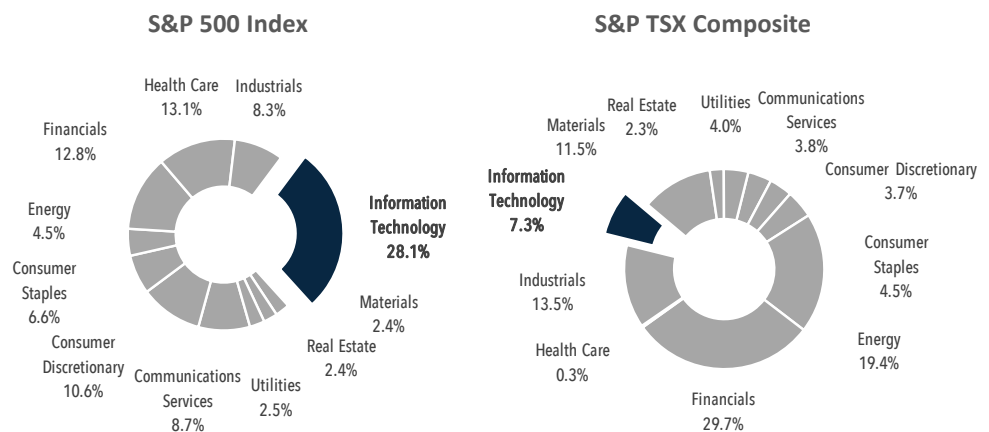 S&P 500 Index
Health Care
13.1%
Industrials
8.3%
Financials
12.8%
Information
Technology
28.1%
Energy
4.5%
Consumer
Staples
6.6%
Materials
2.4%
Real Estate
2.4%
Consumer
Discretionary
10.6%
Communications
Services
8.7%
Utilities
2.5%
S&P TSX Composite
Real Estate
2.3%
Utilities
4.0%
Communications
Services
3.8%
Materials
11.5%
Consumer Discretionary
3.7%
Information
Technology
7.3%
Consumer
Staples
4.5%
Industrials
13.5%
Energy
19.4%
Health Care
0.3%
Financials
29.7%